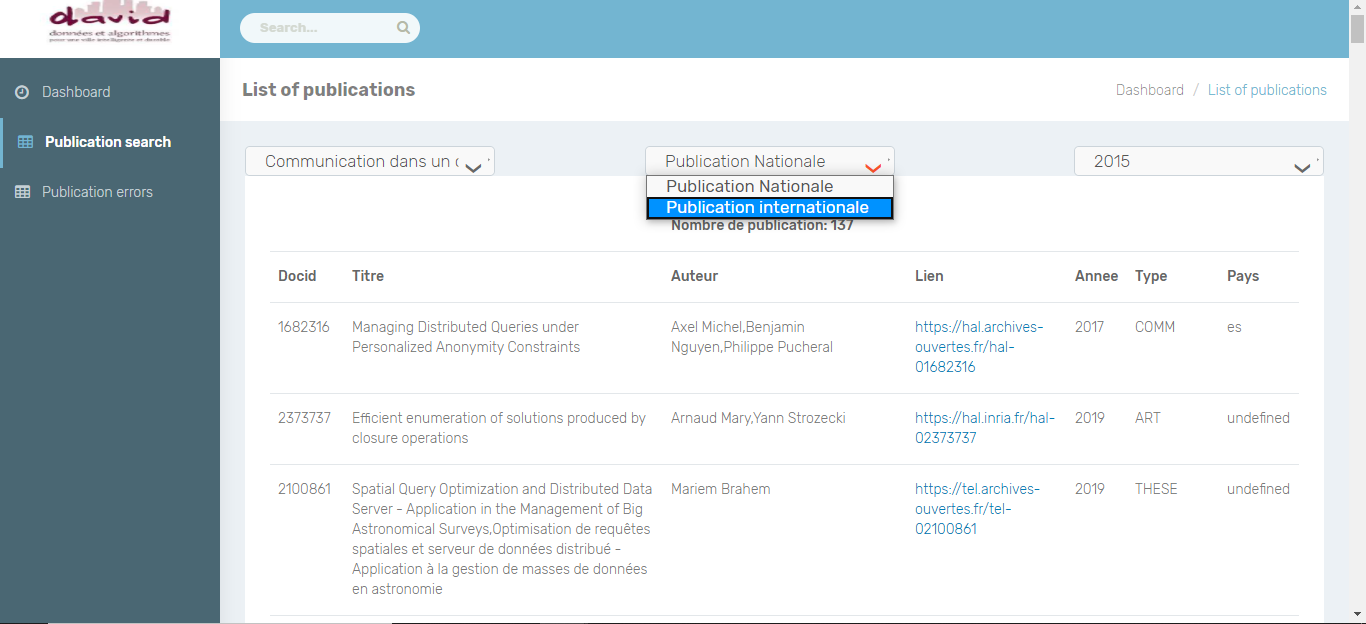 david
données et algorithmes
pour une ville intelligente et durable
Search...
Dashboard
Publication search
Publication errors
List of publications
Dashboard / List of publications
Communication dans un c
Publication Nationale
2015
Publication Nationale
Publication internationale
Nombre de publication: 137
Docid Titre Auteur Lien Annee Type Pays
1682316 Managing Distributed Queries under Axel Michel,Benjamin https://hal.archives- 2017 COMM es
Personalized Anonymity Constraints Nguyen,Philippe Pucheral ouvertes.fr/hal-
01682316
2373737 Efficient enumeration of solutions produced by Arnaud Mary,Yann Strozecki https://hal.inria.fr/hal- 2019 ART undefined
closure operations 02373737
2100861 Spatial Query Optimization and Distributed Data Mariem Brahem https://tel.archives- 2019 THESE undefined
Server - Application in the Management of Big ouvertes.fr/tel-
Astronomical Surveys,Optimisation de requêtes 02100861
spatiales et serveur de données distribué -
Application à la gestion de masses de données
en astronomie